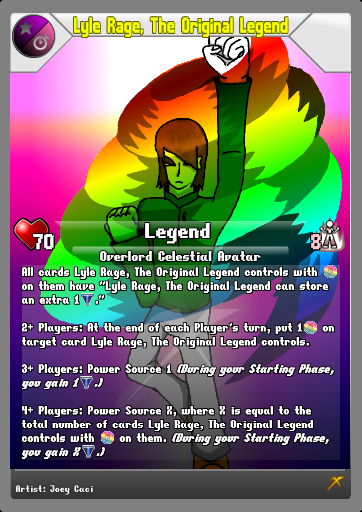 Lyle Rage, The Original Legend
70
Legend
8
Overlord Celestial Avatar
All cards Lyle Rage, The Original Legend controls with
on them have "Lyle Rage, The Original Legend can store
an extra 1."
2+ Players: At the end of each Player's turn, put 1 on
target card Lyle Rage, The Original Legend controls.
3+ Players: Power Source 1 (During your Starting Phase,
you gain 1.)
4+ Players: Power Source X, where X is equal to the
total number of cards Lyle Rage, The Original Legend
controls with on them. (During your Starting Phase,
you gain X.)
Artist: Joey Caci